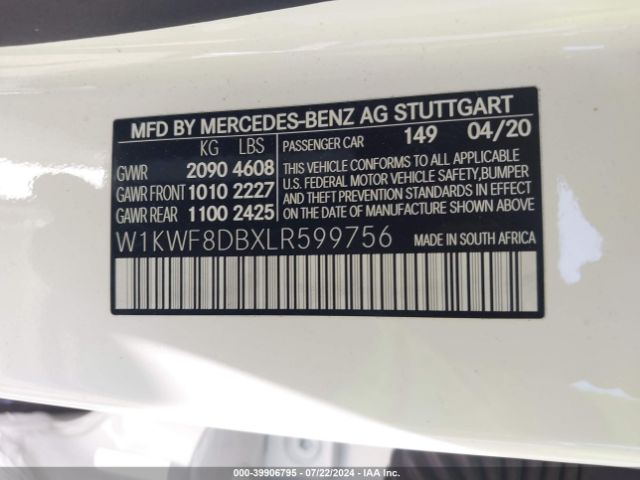 MFD BY MERCEDES-BENZ AG STUTTGART
KG LBS
GVWR 2090 4608
GAWR FRONT 1010 2227
GAWR REAR 1100 2425
PASSENGER CAR 149 04/20
THIS VEHICLE CONFORMS TO ALL APPLICABLE
U.S. FEDERAL MOTOR VEHICLE SAFETY,BUMPER
AND THEFT PREVENTION STANDARDS IN EFFECT
ON THE DATE OF MANUFACTURE SHOWN ABOVE.
W1KWF8DBXLR599756 MADE IN SOUTH AFRICA
000-39906795 - 07/22/2024 - IAA Inc.